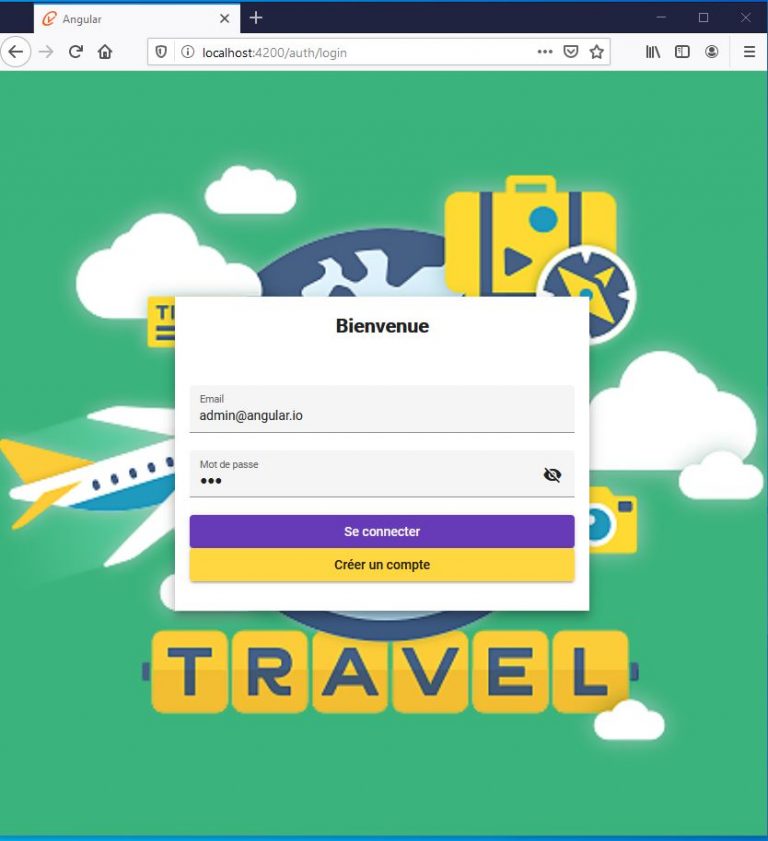 Angular
localhost:4200/auth/login
Bienvenue
Email
admin@angular.io
Mot de passe
Se connecter
Créer un compte
TRAVEL